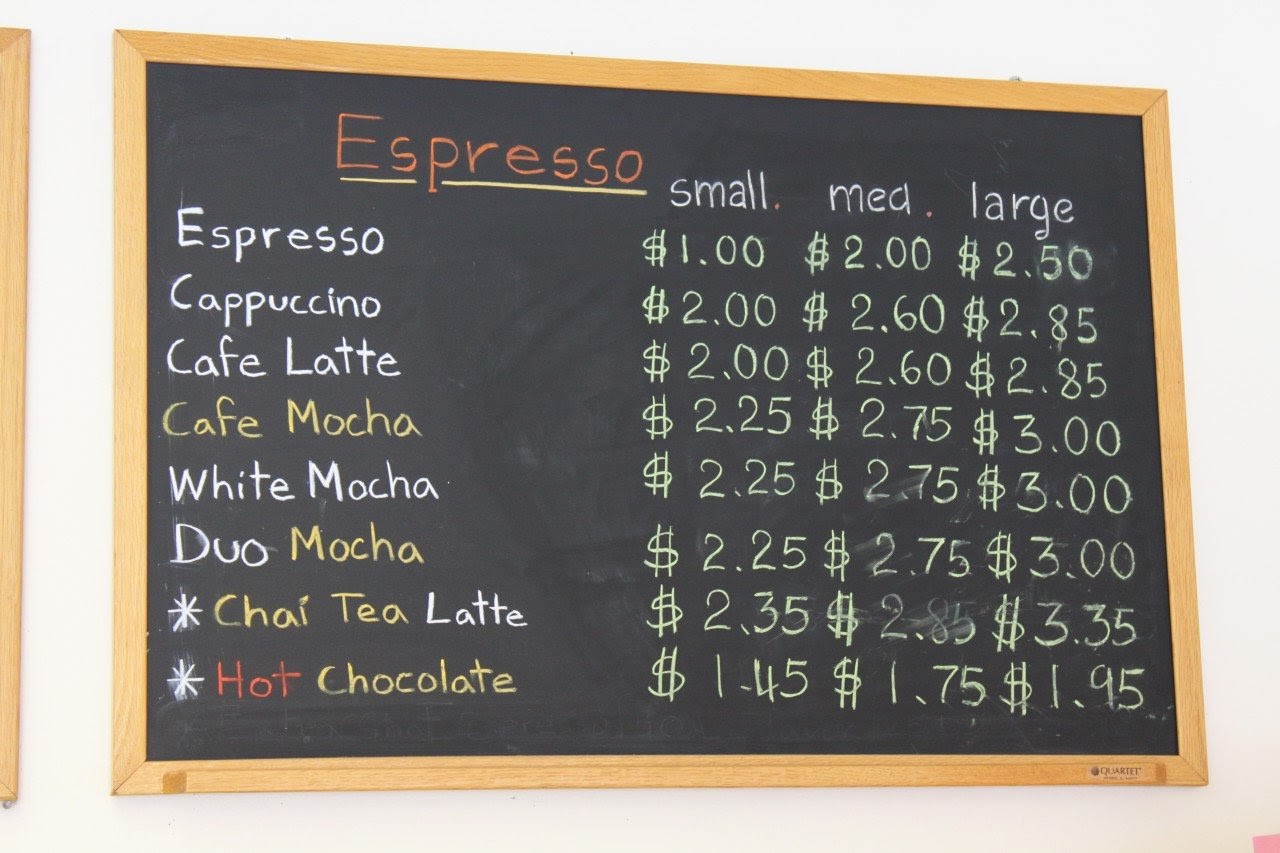 Espresso
small. med. large
Espresso $1.00 $2.00 $2.50
Cappuccino $2.00 $2.60 $2.85
Cafe Latte $2.00 $2.60 $2.85
Cafe Mocha $2.25 $2.75 $3.00
White Mocha $2.25 $2.75 $3.00
Duo Mocha $2.25 $2.75 $3.00
* Chai Tea Latte $2.35 $2.85 $3.35
* Hot Chocolate $1.45 $1.75 $1.95
QUARTET